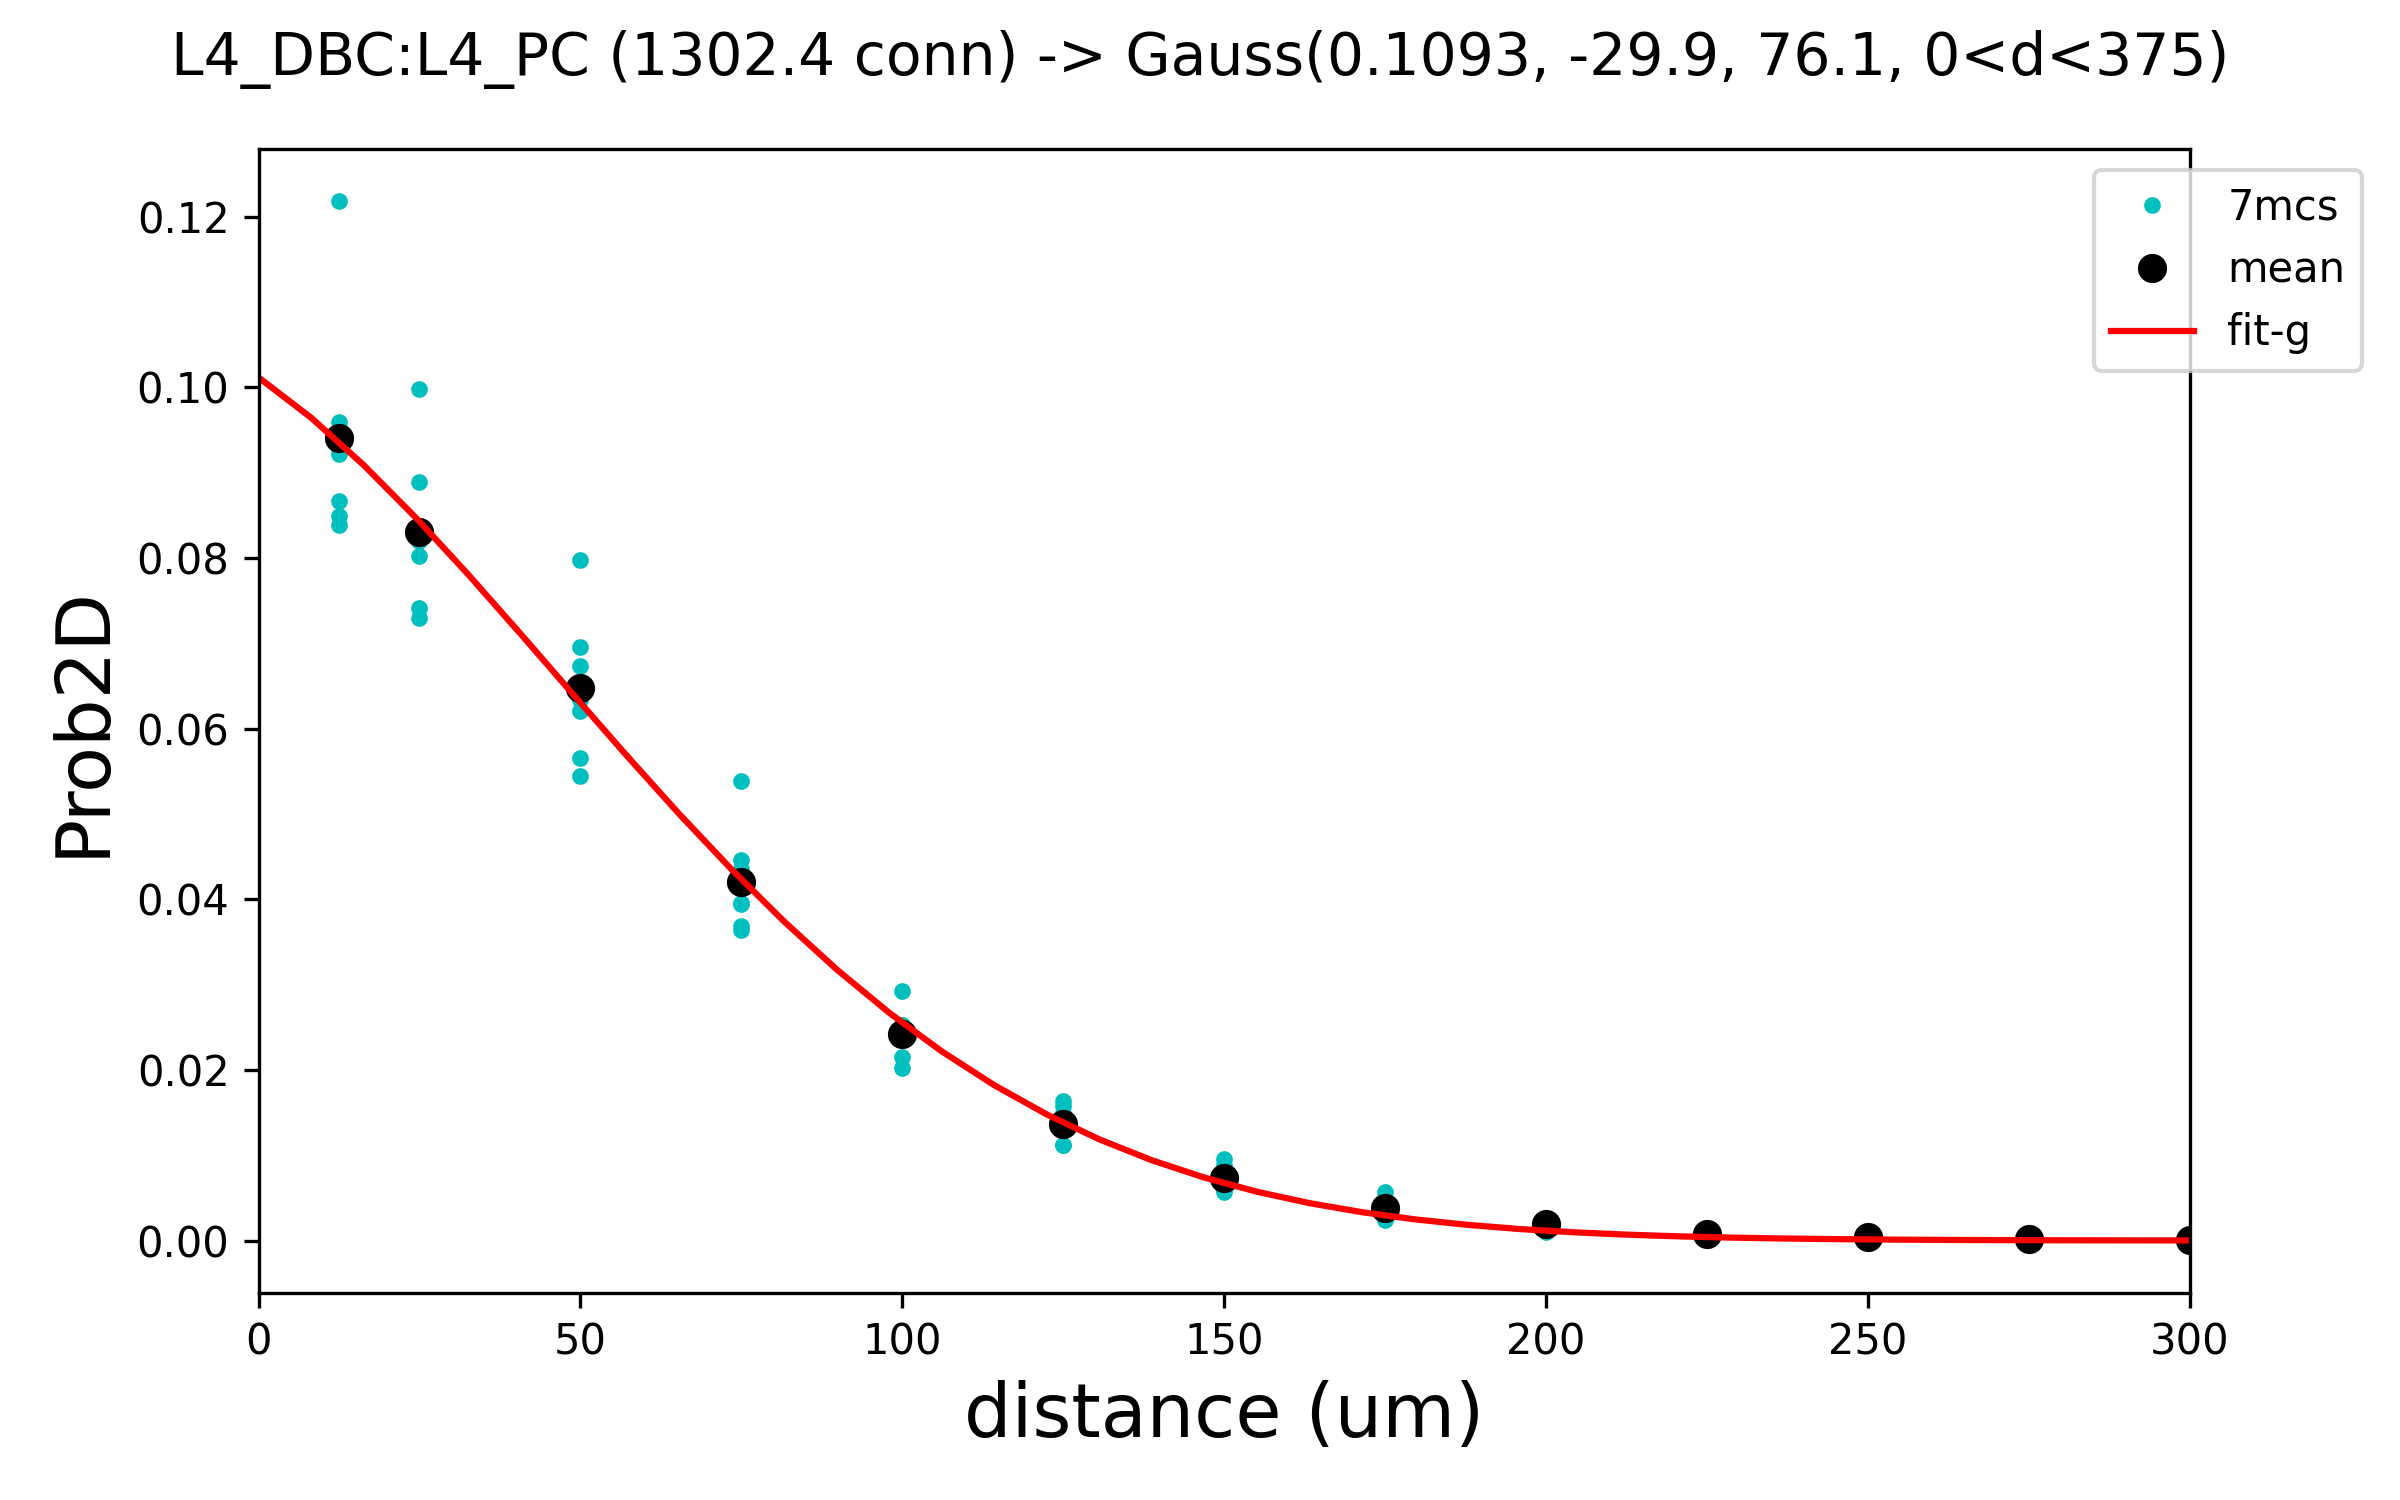 L4_DBC:L4_PC (1302.4 conn) -> Gauss(0.1093, -29.9, 76.1, 0<d<375)
7mcs
mean
fit-g
Prob2D
0.12
0.10
0.08
0.06
0.04
0.02
0.00
0 50 100 150 200 250 300
distance (um)